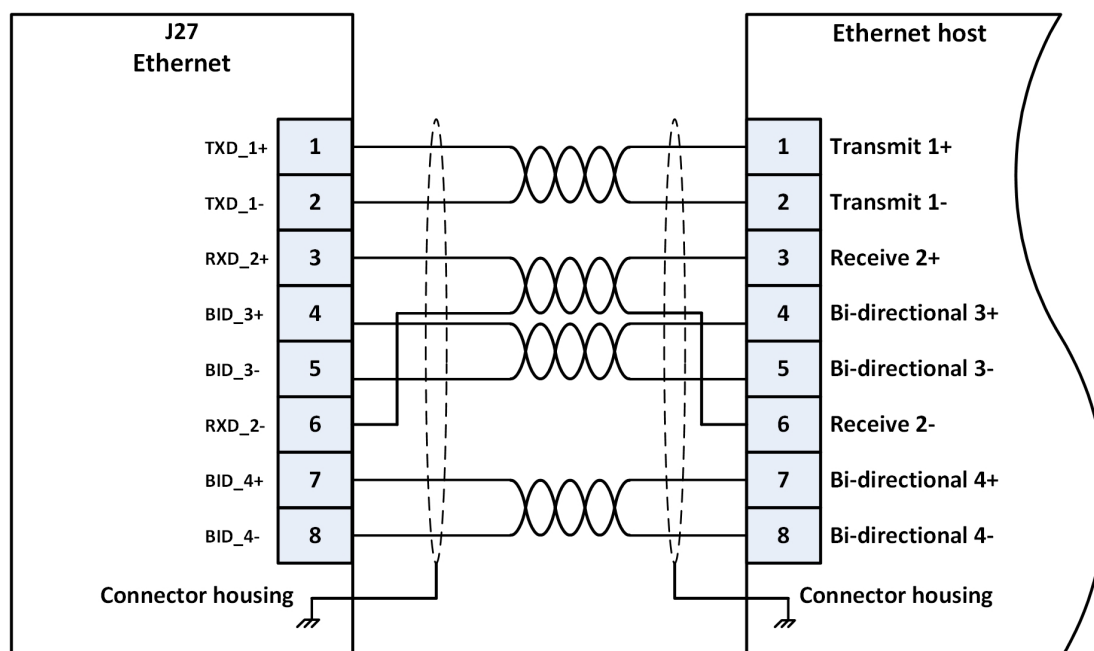 J27
Ethernet
Ethernet host
TXD_1+ 1 1 Transmit 1+
TXD_1- 2 2 Transmit 1-
RXD_2+ 3 3 Receive 2+
BID_3+ 4 4 Bi-directional 3+
BID_3- 5 5 Bi-directional 3-
RXD_2- 6 6 Receive 2-
BID_4+ 7 7 Bi-directional 4+
BID_4- 8 8 Bi-directional 4-
Connector housing Connector housing